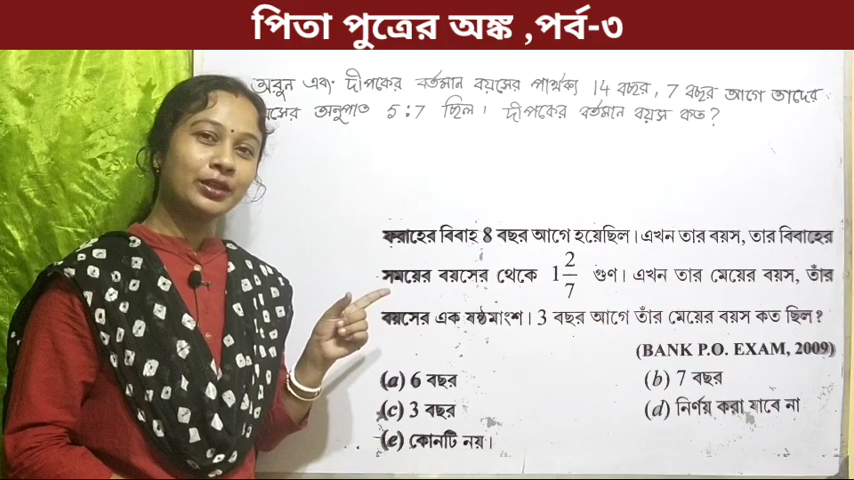 পিতা পুত্রের অঙ্ক ,পর্ব-৩
অরুন এবং দীপকের বর্তমান বয়সের পার্থক্য 14 বছর, 7 বছর আগে তাদের
য়সের অনুপাত 5:7 ছিল। দীপকের বর্তমান বয়স কত?
ফরাহের বিবাহ 8 বছর আগে হয়েছিল। এখন তার বয়স, তার বিবাহের
সময়ের বয়সের থেকে 1 2/7 গুণ। এখন তার মেয়ের বয়স, তাঁর
বয়সের এক ষষ্ঠমাংশ। 3 বছর আগে তাঁর মেয়ের বয়স কত ছিল?
(BANK P.O. EXAM, 2009)
(a) 6 বছর (b) 7 বছর
(c) 3 বছর (d) নির্ণয় করা যাবে না
(e) কোনটি নয়।